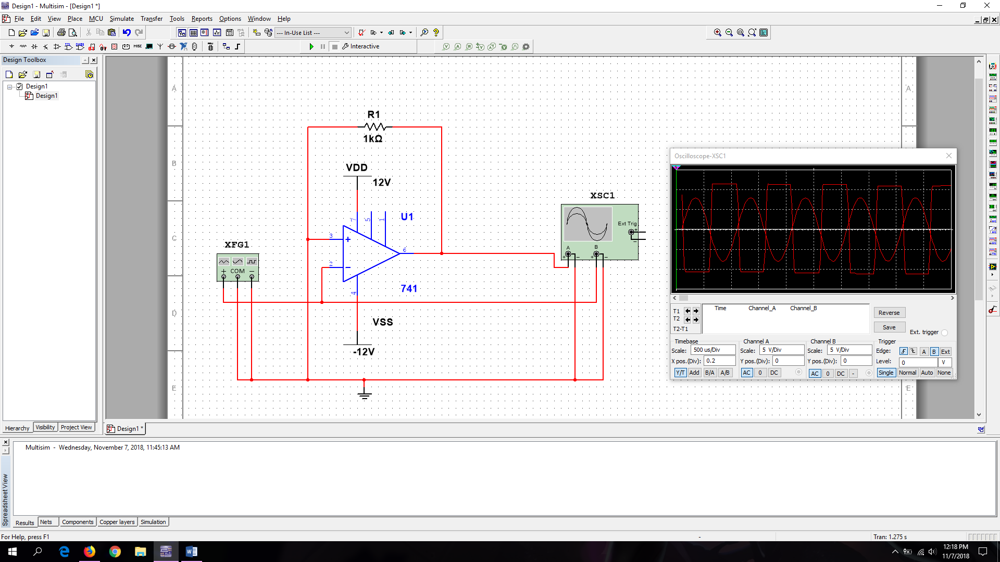 Design1 - Multisim - [Design1 *]
File Edit View Place MCU Simulate Transfer Tools Reports Options Window Help
--- In-Use List ---
Interactive
Design Toolbox
Design1
Design1
Hierarchy Visibility Project View
A
B
C
D
E
A
E
R1
1kΩ
VDD
12V
U1
7
5
1
3
2
6
4
741
VSS
-12V
XFG1
+ COM −
XSC1
Ext Trig
+
−
A
B
+ − + −
Oscilloscope-XSC1
Time Channel_A Channel_B
T1
T2
T2-T1
Reverse
Save
Ext. trigger
Timebase
Scale: 500 us/Div
X pos.(Div): 0.2
Y/T Add B/A A/B
Channel A
Scale: 5 V/Div
Y pos.(Div): 0
AC 0 DC
Channel B
Scale: 5 V/Div
Y pos.(Div): 0
AC 0 DC -
Trigger
Edge: A B Ext
Level: 0 V
Single Normal Auto None
Design1 *
Multisim - Wednesday, November 7, 2018, 11:45:13 AM
Spreadsheet View
Results Nets Components Copper layers Simulation
For Help, press F1
-
Tran: 1.275 s
12:18 PM
11/7/2018